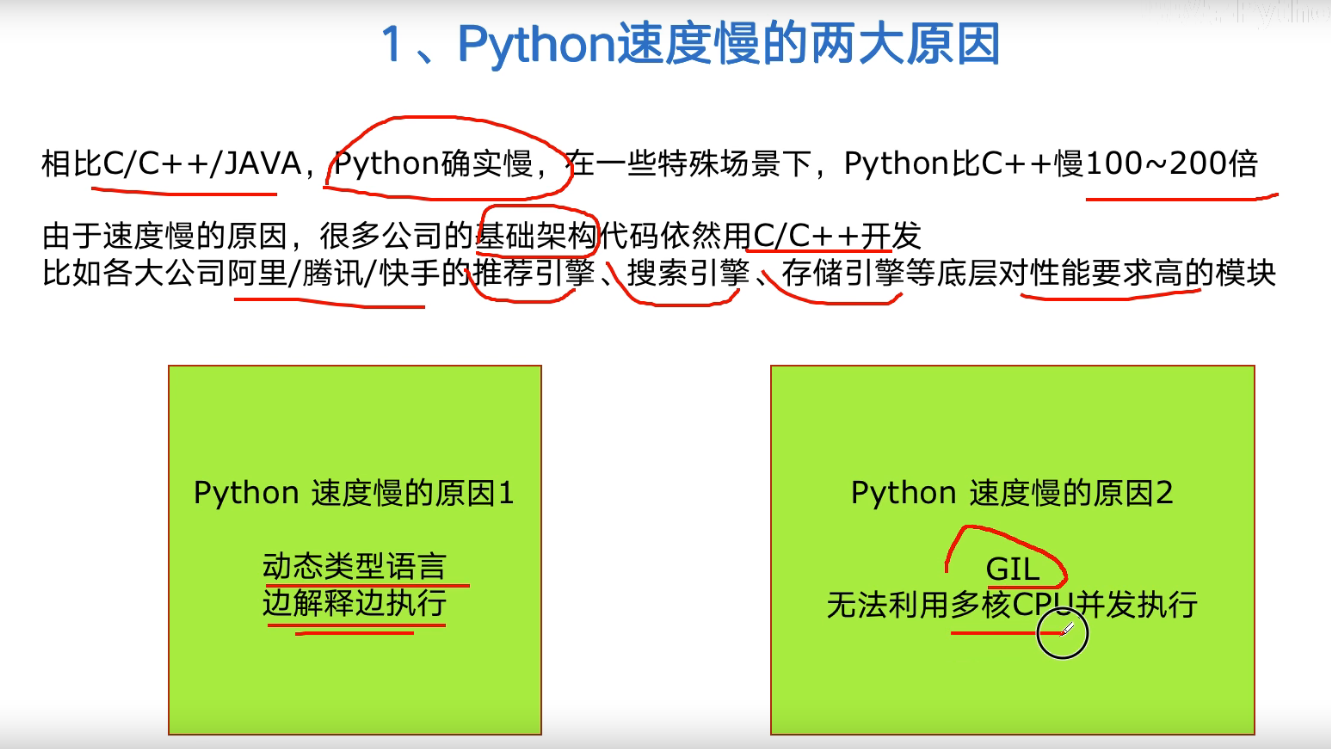 1、Python速度慢的两大原因
相比C/C++/JAVA，Python确实慢，在一些特殊场景下，Python比C++慢100~200倍
由于速度慢的原因，很多公司的基础架构代码依然用C/C++开发
比如各大公司阿里/腾讯/快手的推荐引擎、搜索引擎、存储引擎等底层对性能要求高的模块
Python 速度慢的原因1
动态类型语言
边解释边执行
Python 速度慢的原因2
GIL
无法利用多核CPU并发执行